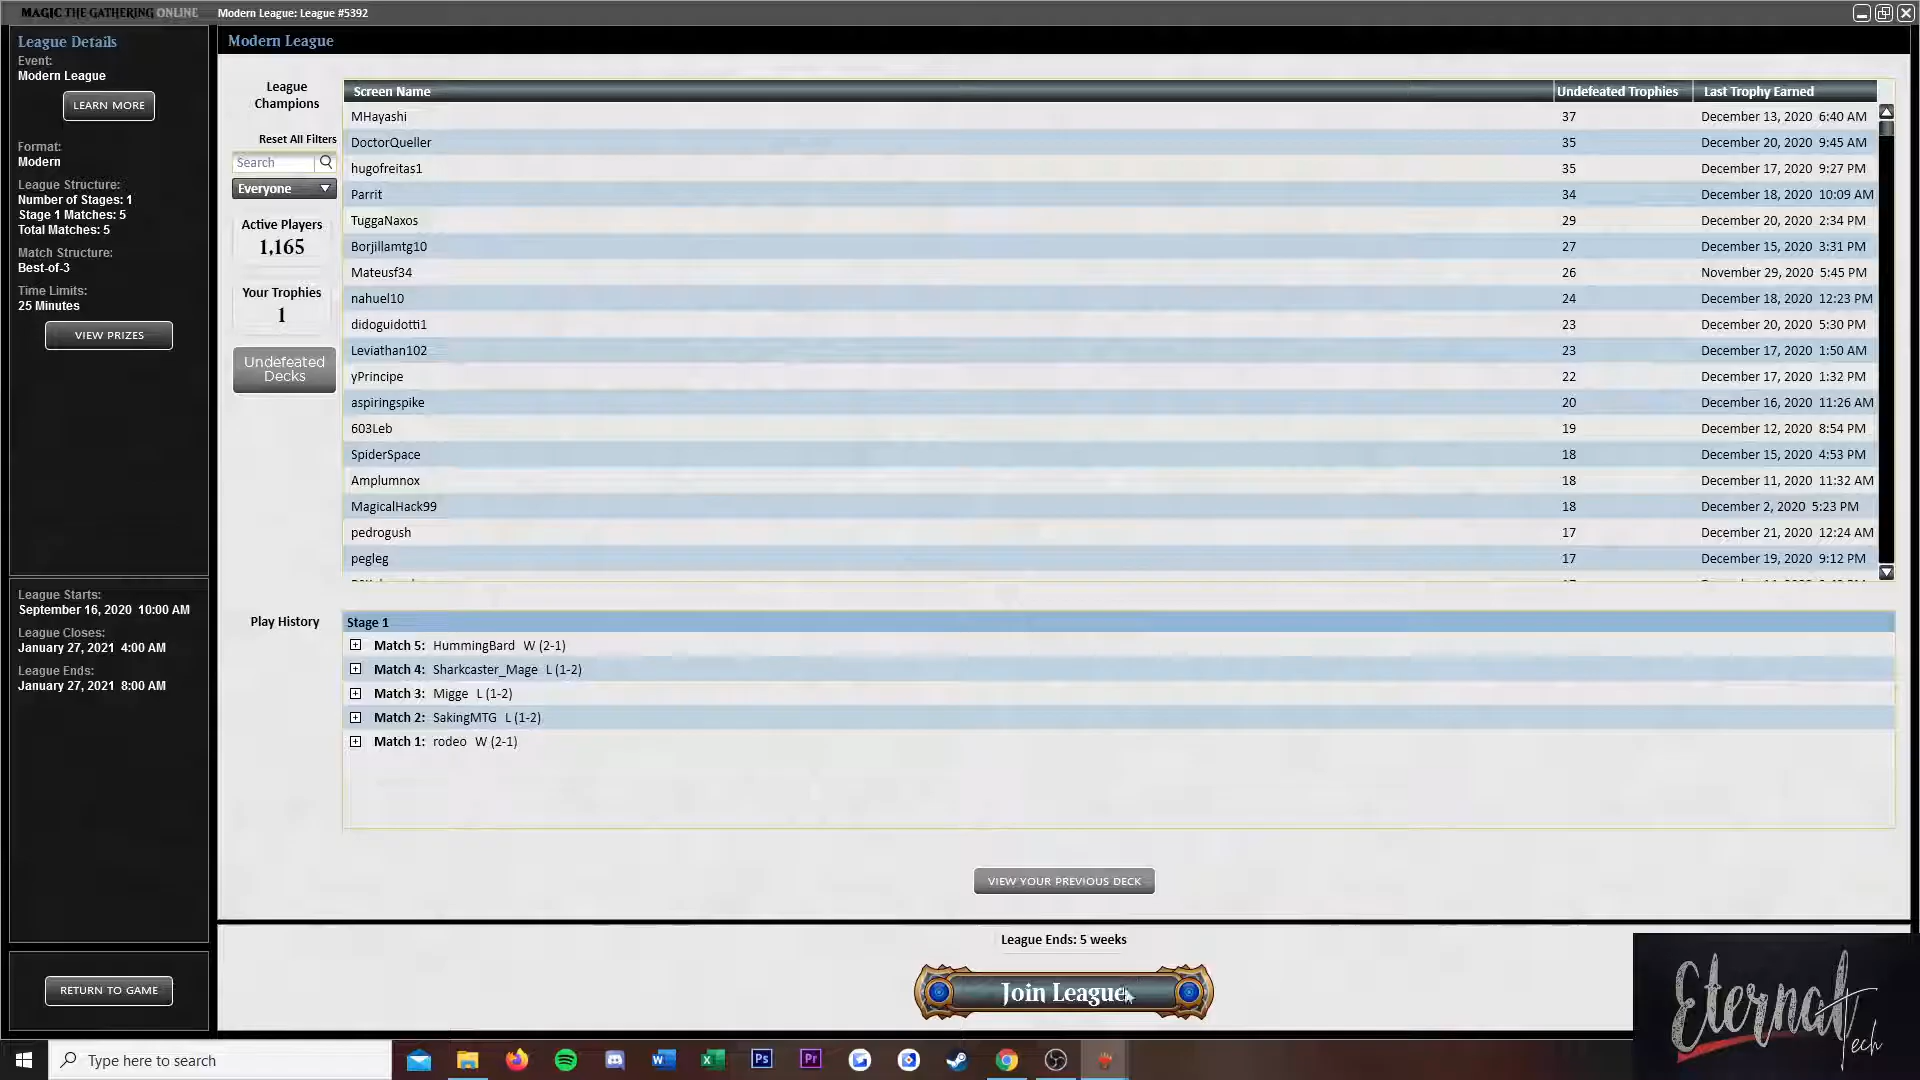 MAGIC THE GATHERING ONLINE
Modern League: League #5392
League Details
Event:
Modern League
LEARN MORE
Format:
Modern
League Structure:
Number of Stages: 1
Stage 1 Matches: 5
Total Matches: 5
Match Structure:
Best-of-3
Time Limits:
25 Minutes
VIEW PRIZES
League Starts:
September 16, 2020 10:00 AM
League Closes:
January 27, 2021 4:00 AM
League Ends:
January 27, 2021 8:00 AM
RETURN TO GAME
Modern League
League Champions
Reset All Filters
Search
Everyone
Active Players
1,165
Your Trophies
1
Undefeated Decks
Screen Name Undefeated Trophies Last Trophy Earned
MHayashi 37 December 13, 2020 6:40 AM
DoctorQueller 35 December 20, 2020 9:45 AM
hugofreitas1 35 December 17, 2020 9:27 PM
Parrit 34 December 18, 2020 10:09 AM
TuggaNaxos 29 December 20, 2020 2:34 PM
Borjillamtg10 27 December 15, 2020 3:31 PM
Mateusf34 26 November 29, 2020 5:45 PM
nahuel10 24 December 18, 2020 12:23 PM
didoguidotti1 23 December 20, 2020 5:30 PM
Leviathan102 23 December 17, 2020 1:50 AM
yPrincipe 22 December 17, 2020 1:32 PM
aspiringspike 20 December 16, 2020 11:26 AM
603Leb 19 December 12, 2020 8:54 PM
SpiderSpace 18 December 15, 2020 4:53 PM
Amplumnox 18 December 11, 2020 11:32 AM
MagicalHack99 18 December 2, 2020 5:23 PM
pedrogush 17 December 21, 2020 12:24 AM
pegleg 17 December 19, 2020 9:12 PM
Play History
Stage 1
Match 5: HummingBard W (2-1)
Match 4: Sharkcaster_Mage L (1-2)
Match 3: Migge L (1-2)
Match 2: SakingMTG L (1-2)
Match 1: rodeo W (2-1)
VIEW YOUR PREVIOUS DECK
League Ends: 5 weeks
Join League
Eternal
Tech
Type here to search
W
X
Ps
Pr